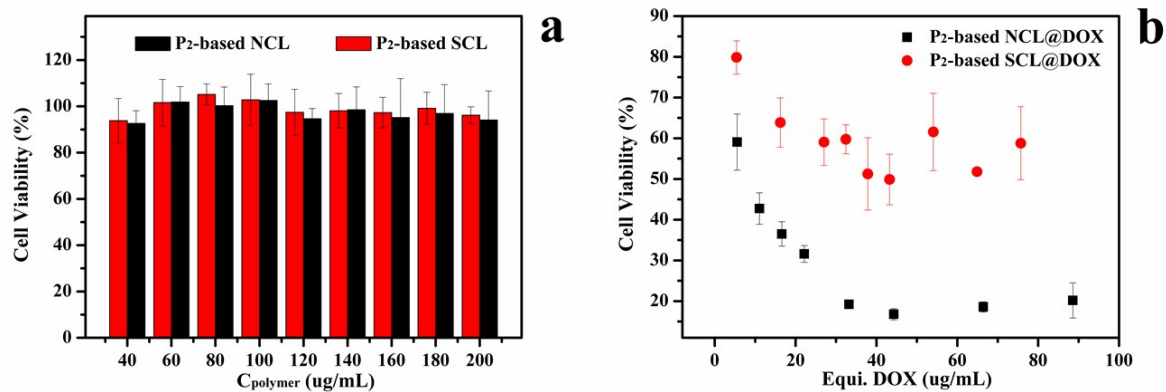 a
P2-based NCL P2-based SCL
Cell Viability (%)
120
100
80
60
40
20
0
40 60 80 100 120 140 160 180 200
Cpolymer (ug/mL)
b
P2-based NCL@DOX
P2-based SCL@DOX
Cell Viability (%)
90
80
70
60
50
40
30
20
0 20 40 60 80 100
Equi. DOX (ug/mL)